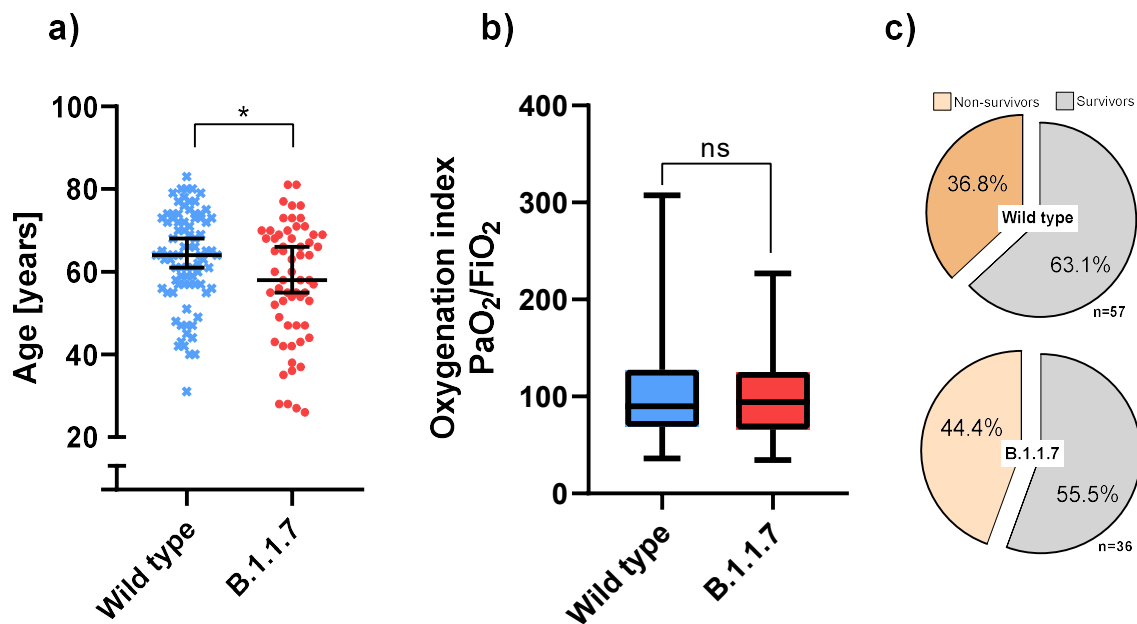 a)
Age [years]
100
80
60
40
20
*
Wild type
B.1.1.7
b)
Oxygenation index
PaO2/FiO2
400
300
200
100
0
ns
Wild type
B.1.1.7
c)
Non-survivors
Survivors
36.8%
Wild type
63.1%
n=57
44.4%
B.1.1.7
55.5%
n=36